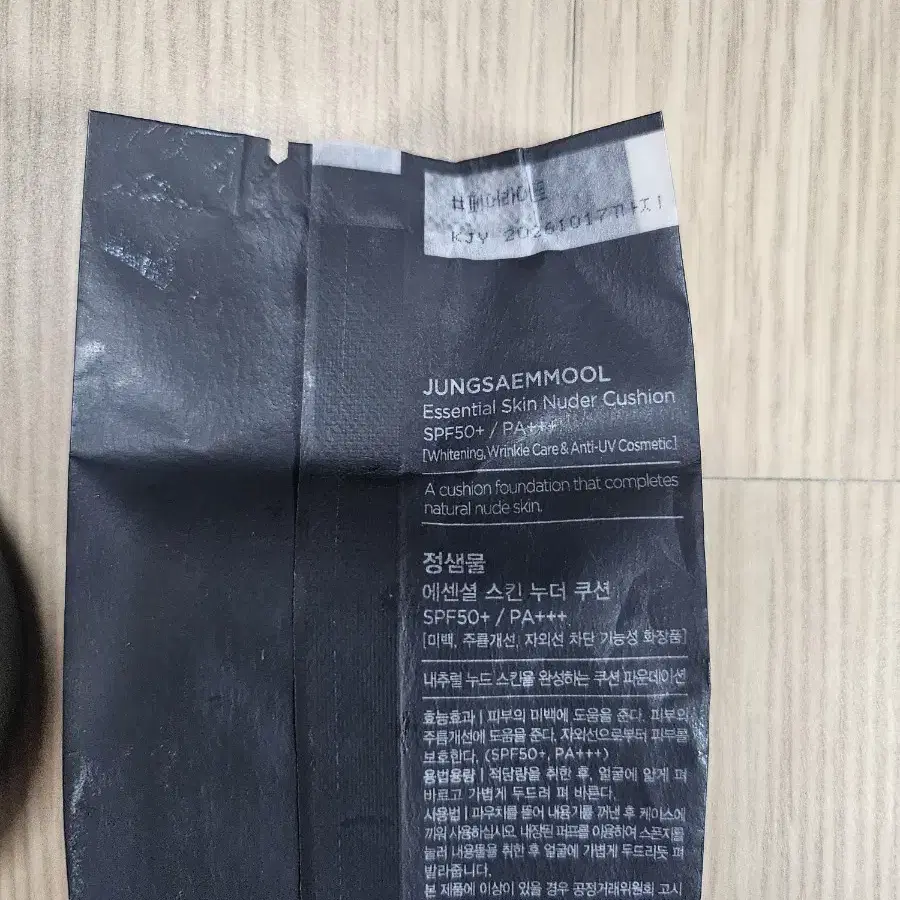 #페어라이트
KJV 20261017까지
JUNGSAEMMOOL
Essential Skin Nuder Cushion
SPF50+ / PA+++
[Whitening, Wrinkle Care & Anti-UV Cosmetic]
A cushion foundation that completes
natural nude skin.
정샘물
에센셜 스킨 누더 쿠션
SPF50+ / PA+++
[미백, 주름개선, 자외선 차단 기능성 화장품]
내추럴 누드 스킨을 완성하는 쿠션 파운데이션
효능효과 | 피부의 미백에 도움을 준다. 피부의
주름개선에 도움을 준다. 자외선으로부터 피부를
보호한다. (SPF50+, PA+++)
용법용량 | 적당량을 취한 후, 얼굴에 얇게 펴
바르고 가볍게 두드려 펴 바른다.
사용법 | 파우치를 뜯어 내용기를 꺼낸 후 케이스에
끼워 사용하십시오. 내장된 퍼프를 이용하여 스폰지를
눌러 내용물을 취한 후 얼굴에 가볍게 두드리듯 펴
발라줍니다.
본 제품에 이상이 있을 경우 공정거래위원회 고시